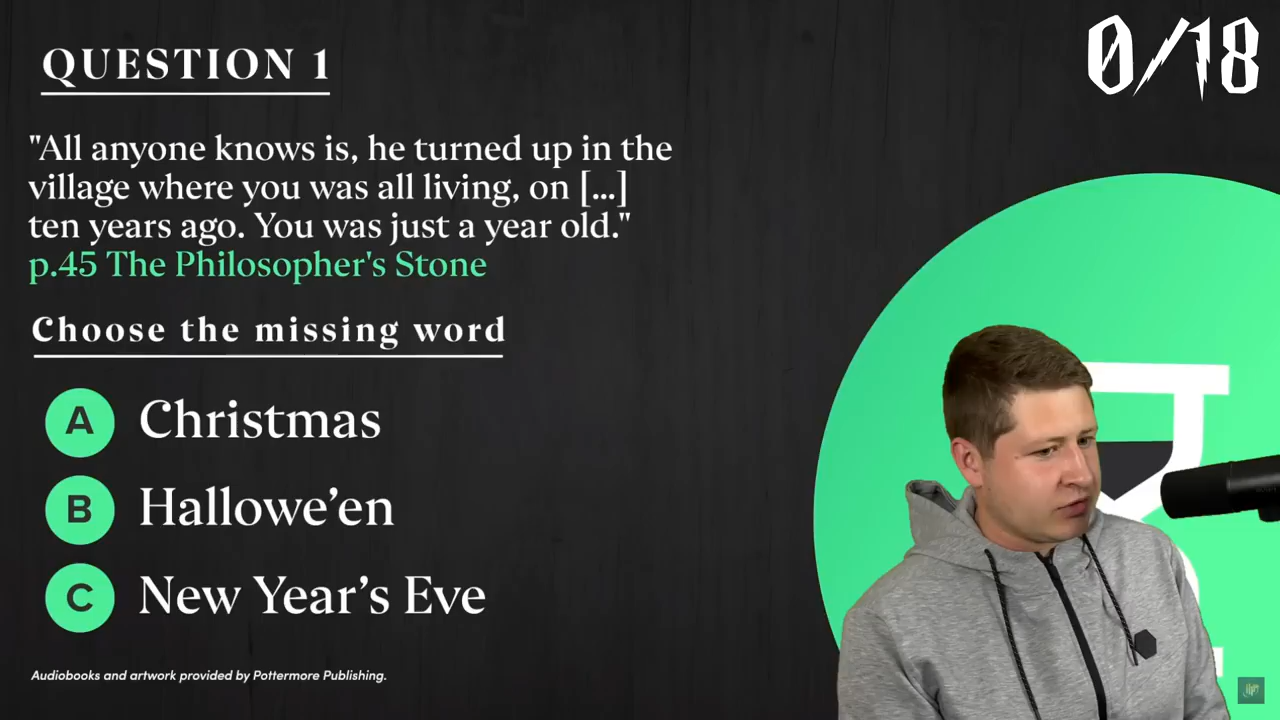 QUESTION 1
0/18
"All anyone knows is, he turned up in the
village where you was all living, on [...]
ten years ago. You was just a year old."
p.45 The Philosopher's Stone
Choose the missing word
A Christmas
B Hallowe’en
C New Year’s Eve
Audiobooks and artwork provided by Pottermore Publishing.